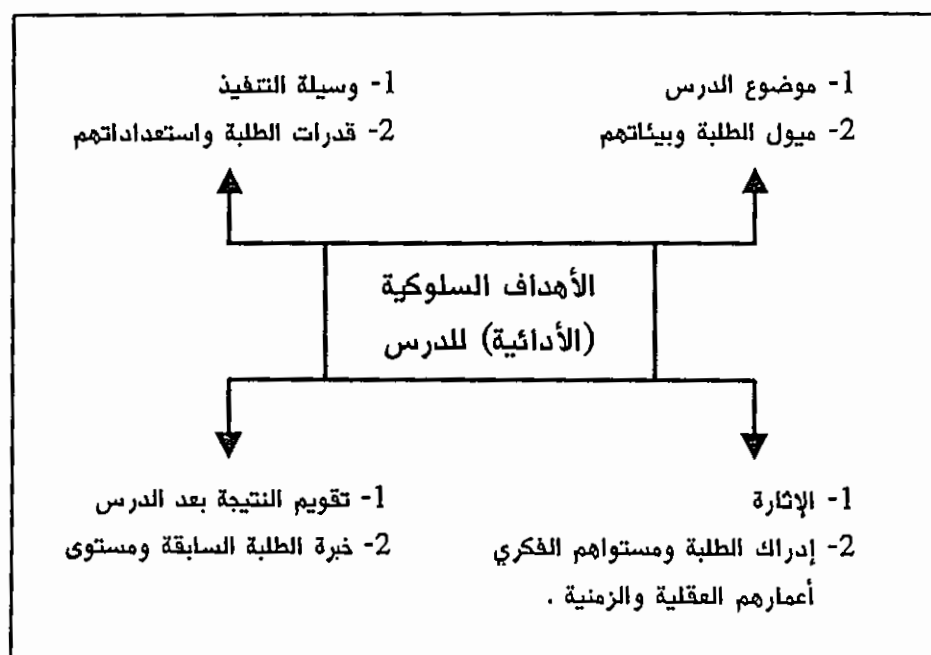 1- موضوع الدرس
2- ميول الطلبة وبيئاتهم
1- وسيلة التنفيذ
2- قدرات الطلبة واستعداداتهم
الأهداف السلوكية
(الأدائية) للدرس
1- الإثارة
2- إدراك الطلبة ومستواهم الفكري
أعمارهم العقلية والزمنية .
1- تقويم النتيجة بعد الدرس
2- خبرة الطلبة السابقة ومستوى